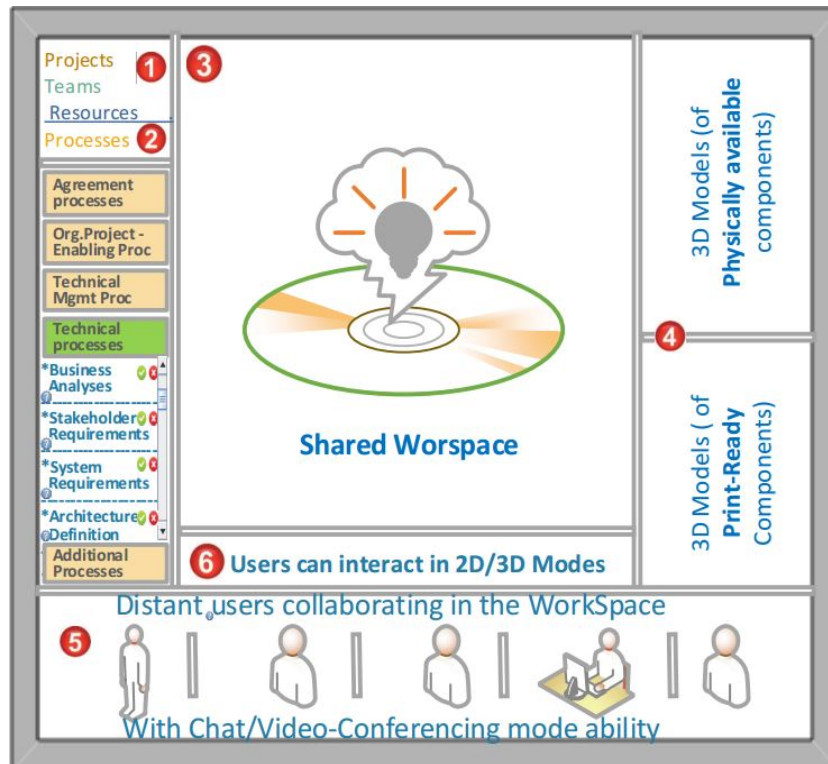 Projects
1
Teams
Resources
Processes
2
Agreement
processes
Org.Project -
Enabling Proc
Technical
Mgmt Proc
Technical
processes
*Business
Analyses
*Stakeholder
Requirements
*System
Requirements
*Architecture
Definition
Additional
Processes
3
Shared Worspace
6
Users can interact in 2D/3D Modes
3D Models (of
Physically available
components)
4
3D Models ( of
Print-Ready
Components)
Distant users collaborating in the WorkSpace
5
With Chat/Video-Conferencing mode ability